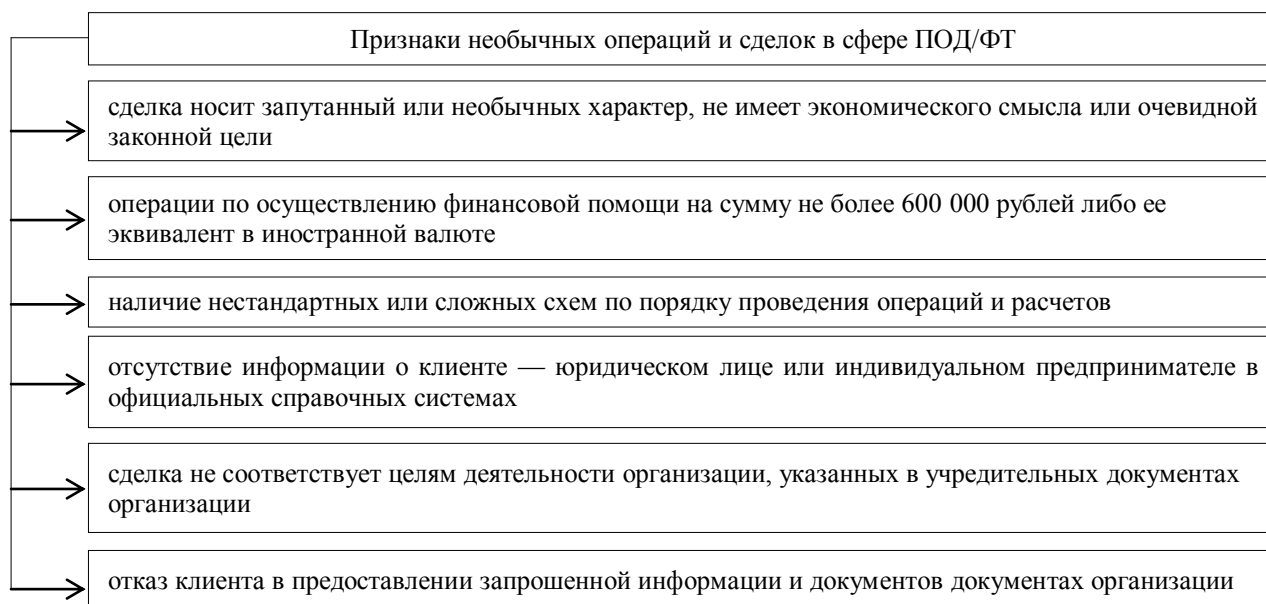 Признаки необычных операций и сделок в сфере ПОД/ФТ
сделка носит запутанный или необычных характер, не имеет экономического смысла или очевидной
законной цели
операции по осуществлению финансовой помощи на сумму не более 600 000 рублей либо ее
эквивалент в иностранной валюте
наличие нестандартных или сложных схем по порядку проведения операций и расчетов
отсутствие информации о клиенте — юридическом лице или индивидуальном предпринимателе в
официальных справочных системах
сделка не соответствует целям деятельности организации, указанных в учредительных документах
организации
отказ клиента в предоставлении запрошенной информации и документов документах организации